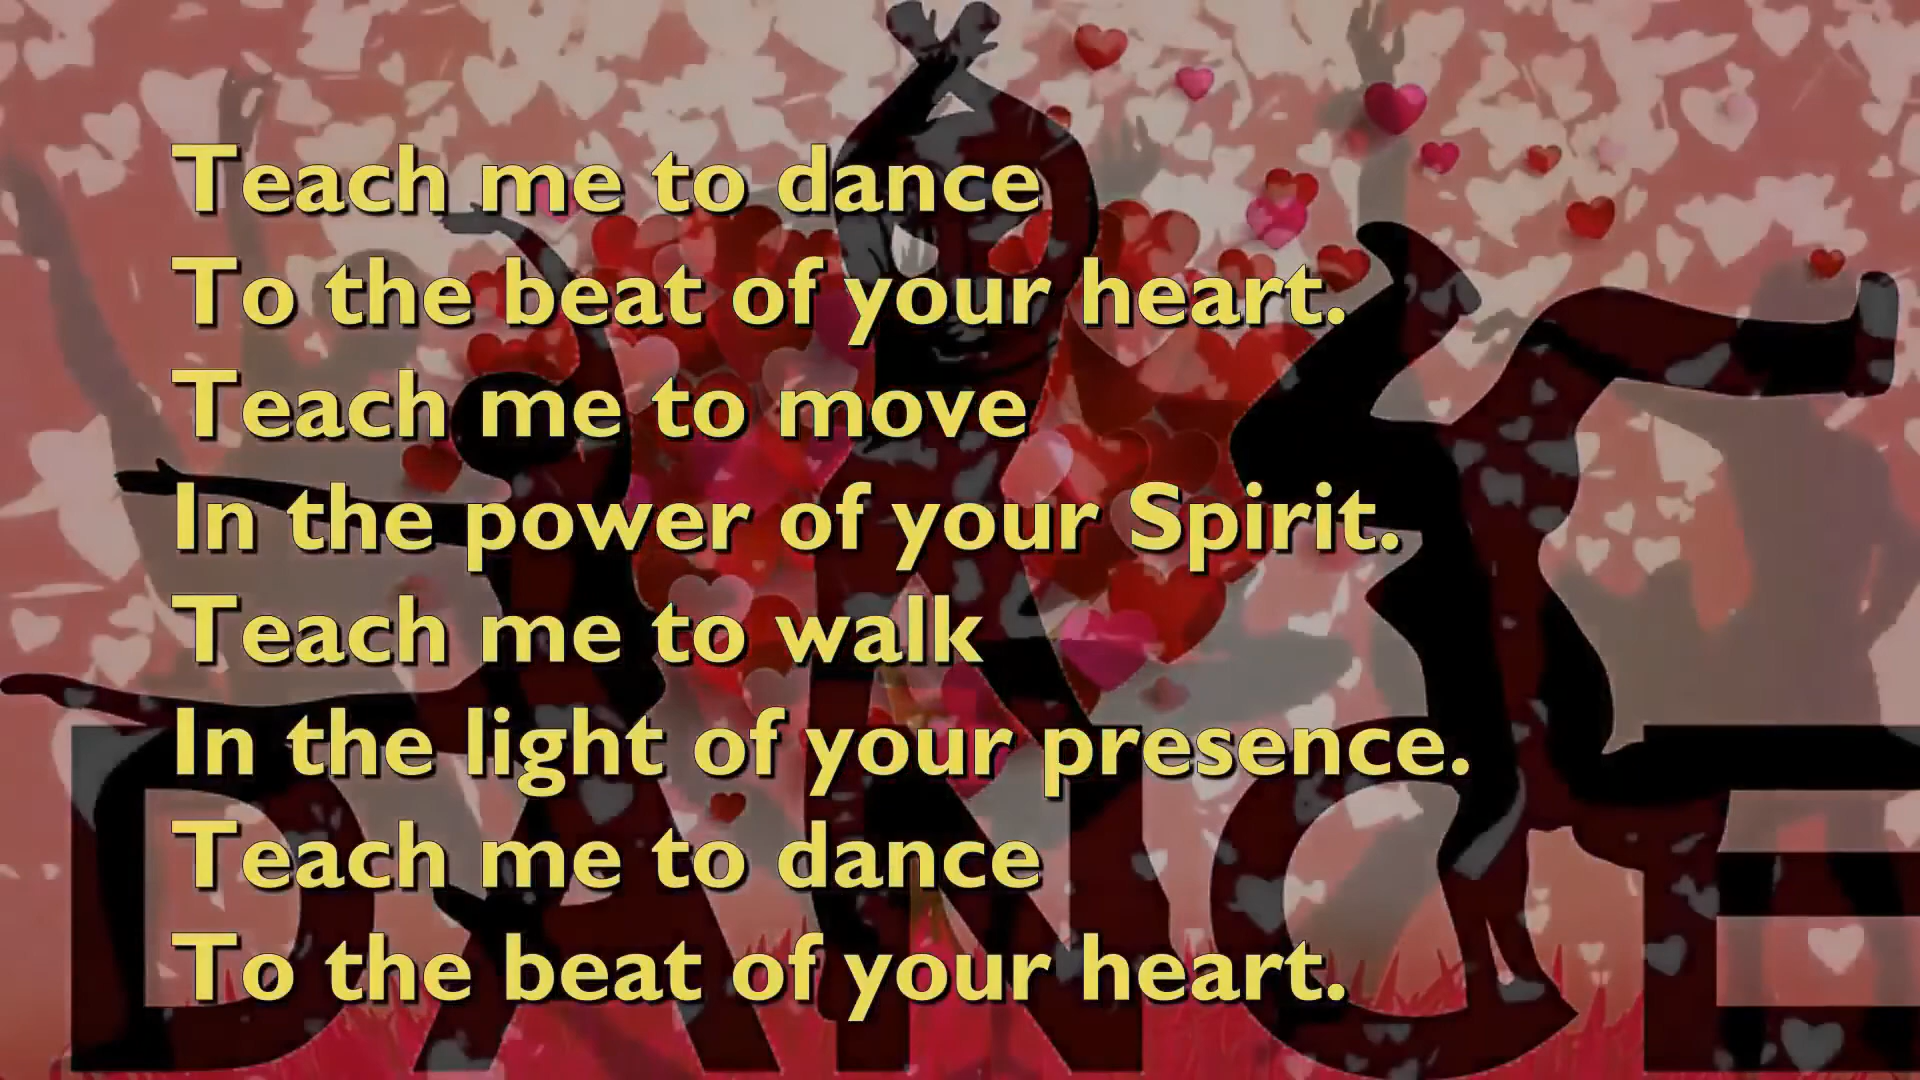 Teach me to dance
To the beat of your heart.
Teach me to move
In the power of your Spirit.
Teach me to walk
In the light of your presence.
Teach me to dance
To the beat of your heart.
DANCE